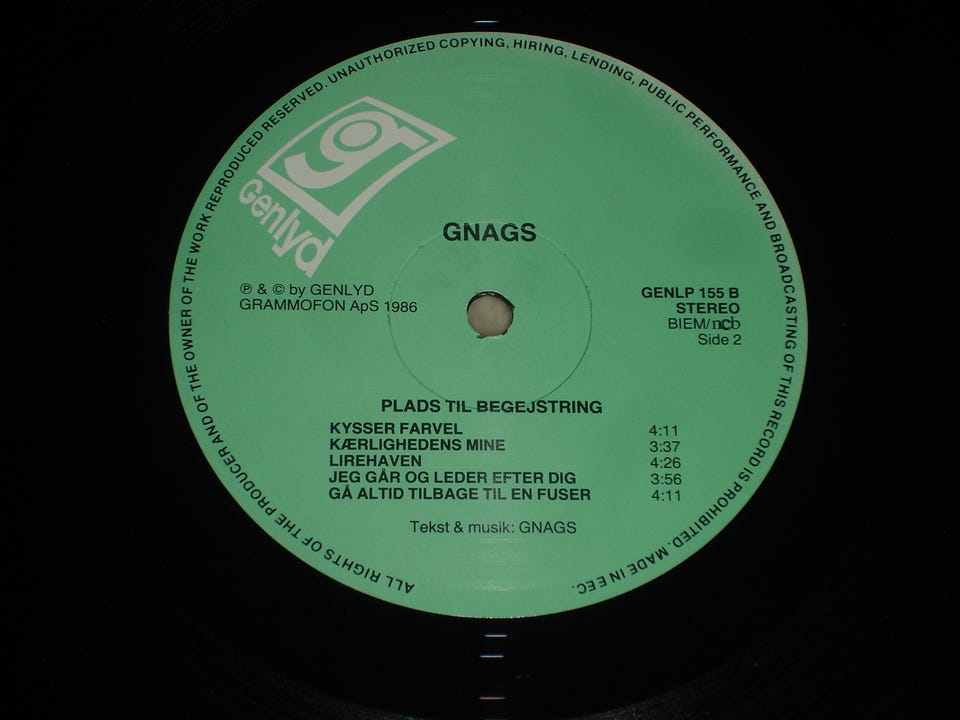 ALL RIGHTS OF THE PRODUCER AND OF THE OWNER OF THE WORK REPRODUCED RESERVED. UNAUTHORIZED COPYING, HIRING, LENDING, PUBLIC PERFORMANCE AND BROADCASTING OF THIS RECORD IS PROHIBITED. MADE IN EEC.
g
Genlyd
GNAGS
℗ & © by GENLYD
GRAMMOFON ApS 1986
GENLP 155 B
STEREO
BIEM/ncb
Side 2
PLADS TIL BEGEJSTRING
KYSSER FARVEL 4:11
KÆRLIGHEDENS MINE 3:37
LIREHAVEN 4:26
JEG GÅR OG LEDER EFTER DIG 3:56
GÅ ALTID TILBAGE TIL EN FUSER 4:11
Tekst & musik: GNAGS